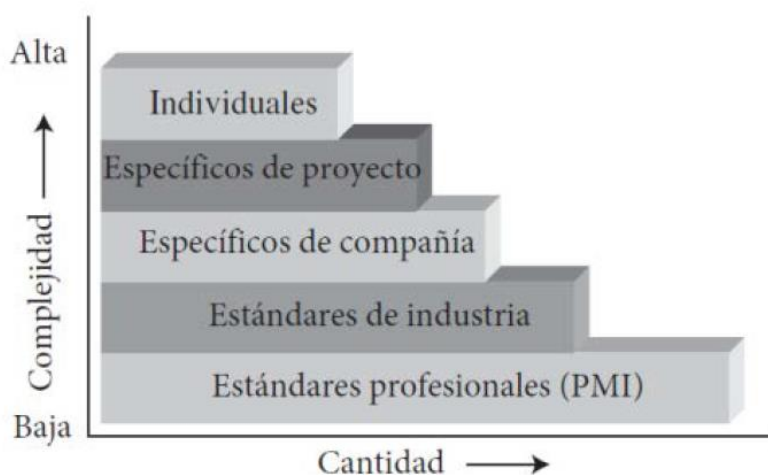 Alta
Individuales
Específicos de proyecto
Específicos de compañía
Estándares de industria
Estándares profesionales (PMI)
Complejidad
Baja
Cantidad